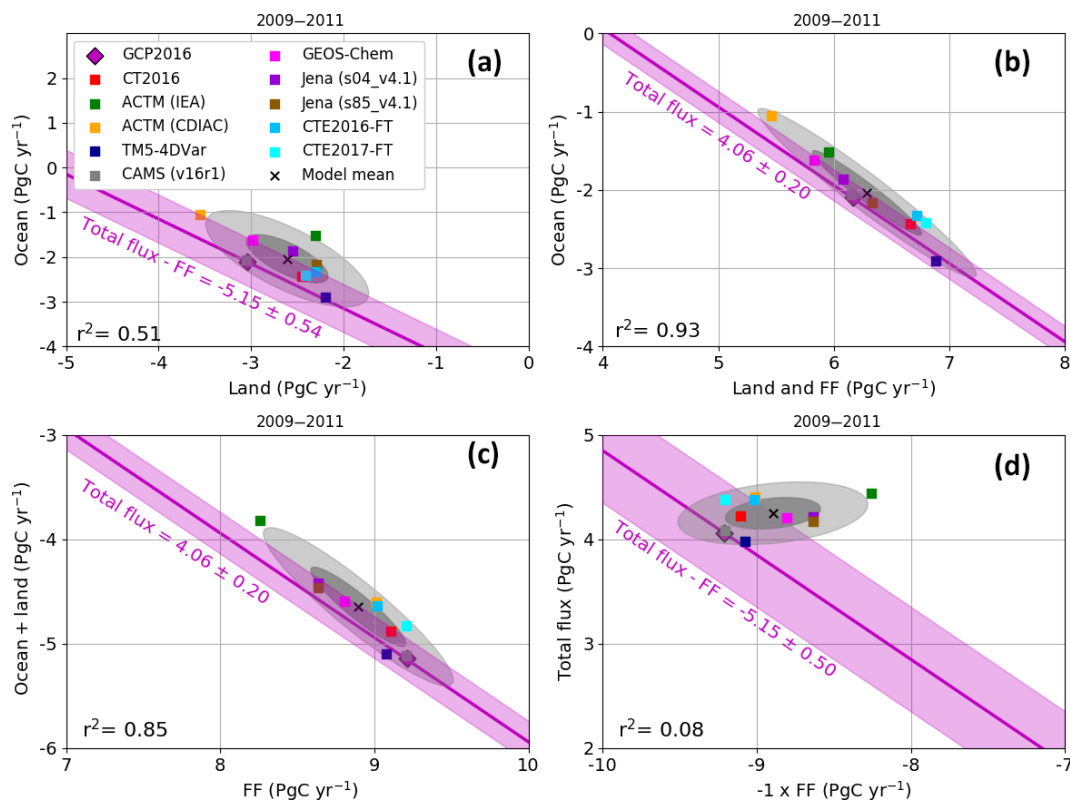 2009−2011
(a)
GCP2016
CT2016
ACTM (IEA)
ACTM (CDIAC)
TM5-4DVar
CAMS (v16r1)
GEOS-Chem
Jena (s04_v4.1)
Jena (s85_v4.1)
CTE2016-FT
CTE2017-FT
Model mean
2
1
0
-1
-2
-3
-4
Ocean (PgC yr⁻¹)
Total flux - FF = -5.15 ± 0.54
r²= 0.51
-5
-4
-3
-2
-1
0
Land (PgC yr⁻¹)
2009−2011
(b)
0
-1
-2
-3
-4
Ocean (PgC yr⁻¹)
Total flux = 4.06 ± 0.20
r²= 0.93
4
5
6
7
8
Land and FF (PgC yr⁻¹)
2009−2011
(c)
-3
-4
-5
-6
Ocean + land (PgC yr⁻¹)
Total flux = 4.06 ± 0.20
r²= 0.85
7
8
9
10
FF (PgC yr⁻¹)
2009−2011
(d)
5
4
3
2
Total flux (PgC yr⁻¹)
Total flux - FF = -5.15 ± 0.50
r²= 0.08
-10
-9
-8
-7
-1 x FF (PgC yr⁻¹)